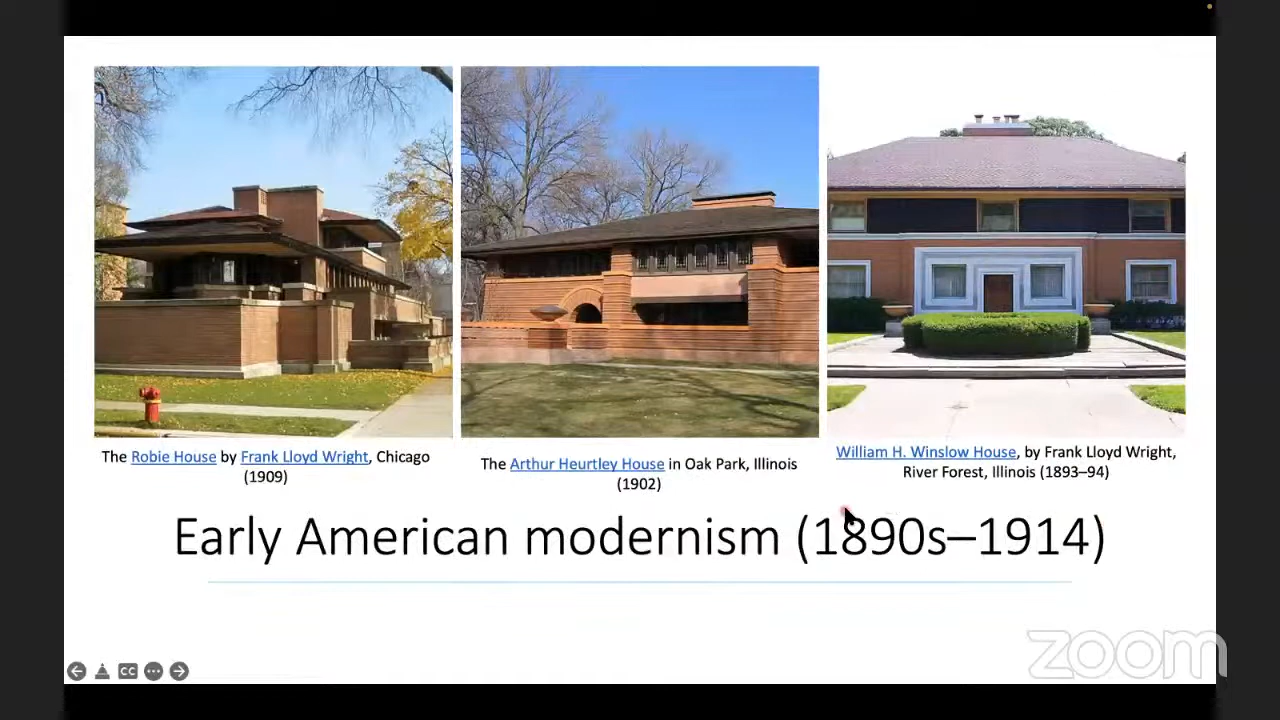 The Robie House by Frank Lloyd Wright, Chicago
(1909)
The Arthur Heurtley House in Oak Park, Illinois
(1902)
William H. Winslow House, by Frank Lloyd Wright,
River Forest, Illinois (1893–94)
Early American modernism (1890s–1914)
CC
zoom